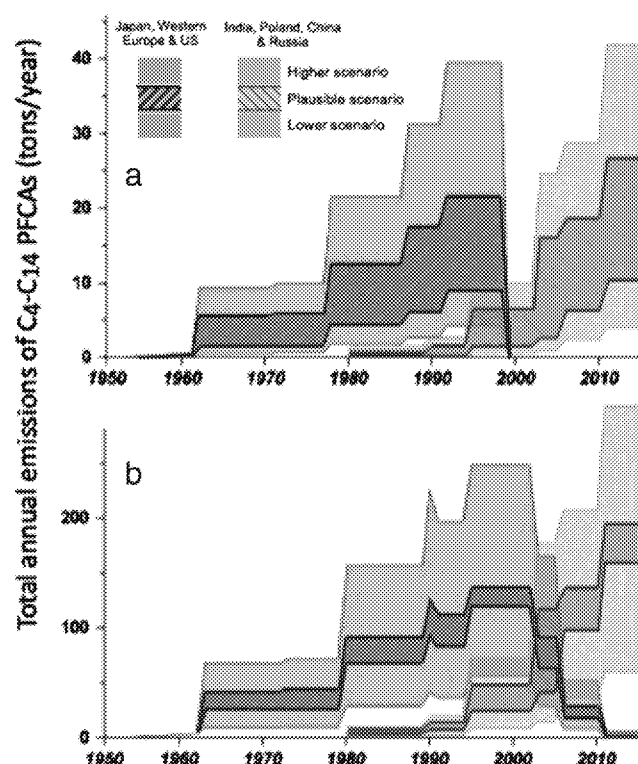 Total annual emissions of C4-C14 PFCAs (tons/year)
Japan, Western
Europe & US
India, Poland, China
& Russia
Higher scenario
Plausible scenario
Lower scenario
a
40
30
20
10
0
1950 1960 1970 1980 1990 2000 2010
b
200
100
0
1950 1960 1970 1980 1990 2000 2010